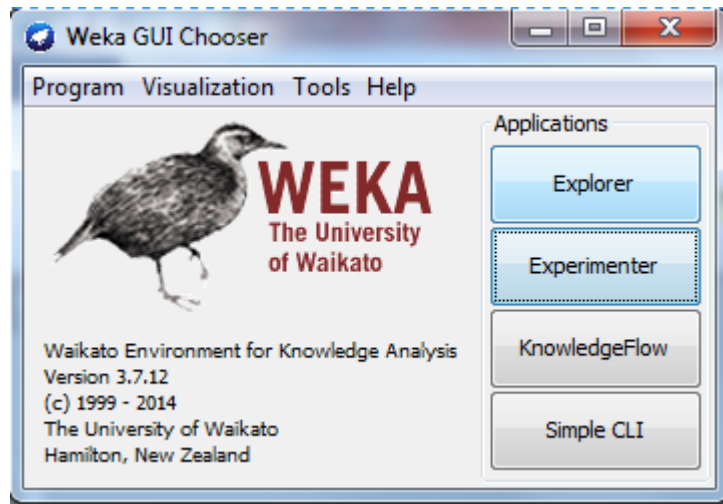 Weka GUI Chooser
Program Visualization Tools Help
WEKA
The University
of Waikato
Waikato Environment for Knowledge Analysis
Version 3.7.12
(c) 1999 - 2014
The University of Waikato
Hamilton, New Zealand
Applications
Explorer
Experimenter
KnowledgeFlow
Simple CLI